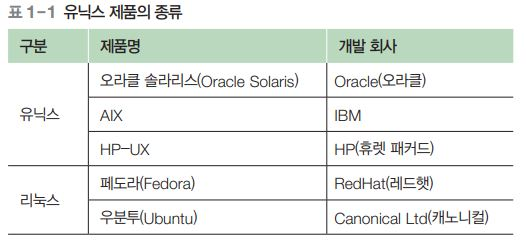 표 1-1 유닉스 제품의 종류
구분 제품명 개발 회사
유닉스 오라클 솔라리스(Oracle Solaris) Oracle(오라클)
AIX IBM
HP-UX HP(휴렛 패커드)
리눅스 페도라(Fedora) RedHat(레드햇)
우분투(Ubuntu) Canonical Ltd(캐노니컬)